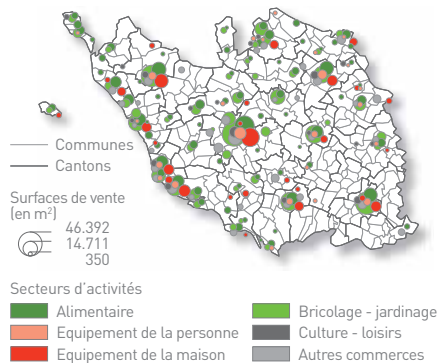 Communes
Cantons
Surfaces de vente
(en m²)
46.392
14.711
350
Secteurs d'activités
Alimentaire
Equipement de la personne
Equipement de la maison
Bricolage - jardinage
Culture - loisirs
Autres commerces